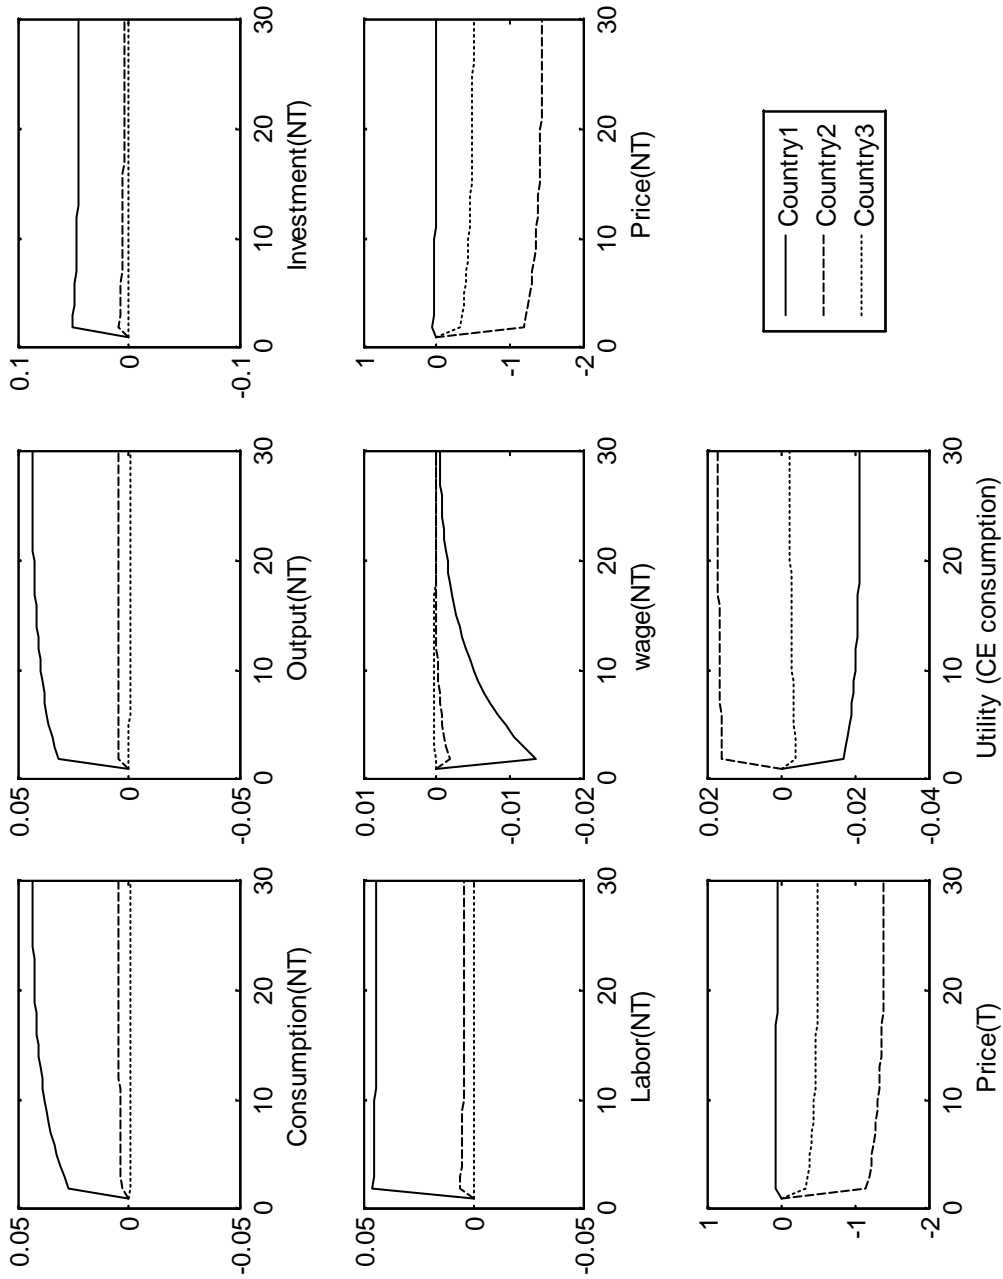 0.05
0
-0.05
0 10 20 30
Consumption(NT)
0.05
0
-0.05
0 10 20 30
Output(NT)
0.1
0
-0.1
0 10 20 30
Investment(NT)
0.05
0
-0.05
0 10 20 30
Labor(NT)
0.01
0
-0.01
-0.02
0 10 20 30
wage(NT)
1
0
-1
-2
0 10 20 30
Price(NT)
1
0
-1
-2
0 10 20 30
Price(T)
0.02
0
-0.02
-0.04
0 10 20 30
Utility (CE consumption)
Country1
Country2
Country3